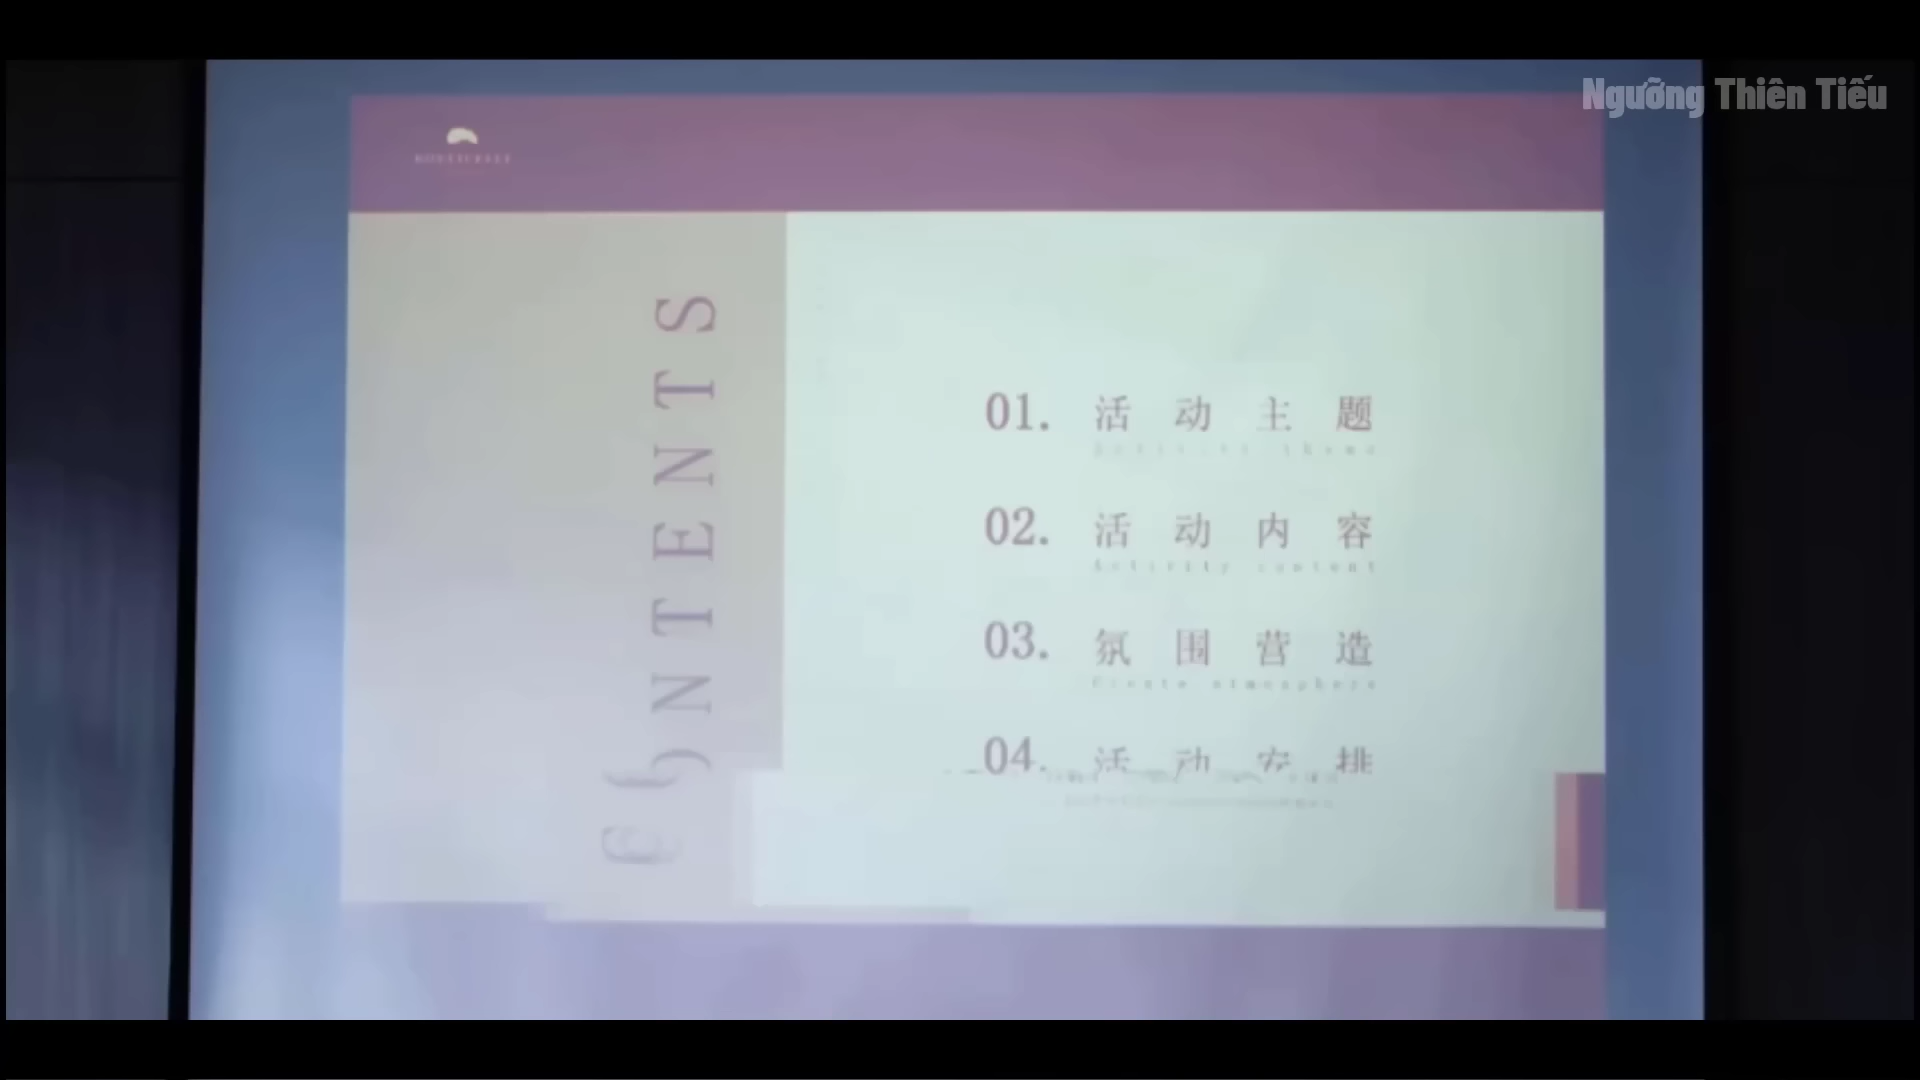 Ngưỡng Thiên Tiếu
CONTENTS
01. 活动主题
02. 活动内容
Activity content
03. 氛围营造
Create atmosphere
04. 活动安排